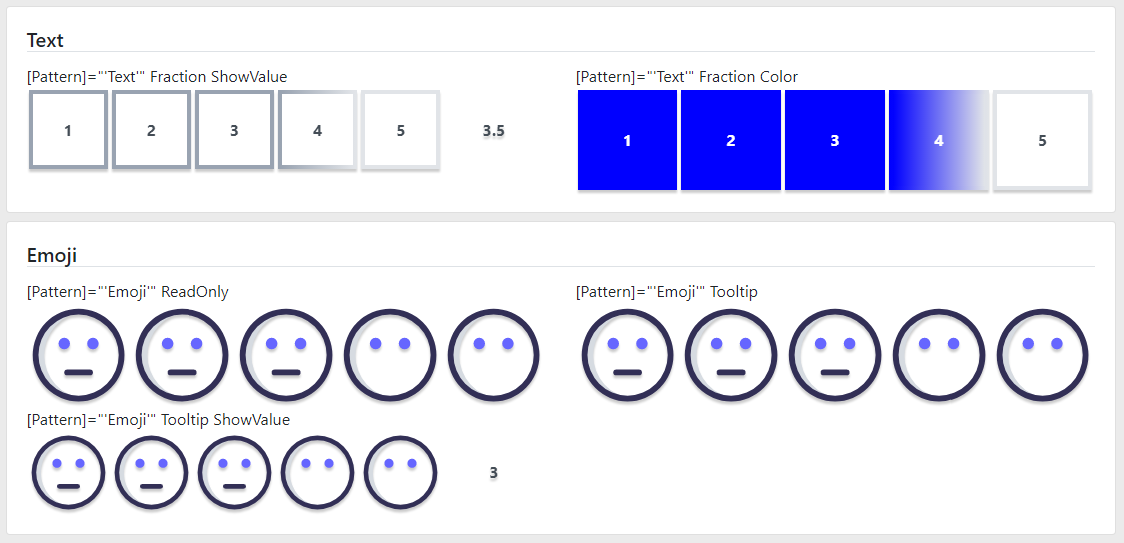 Text
[Pattern]="'Text'" Fraction ShowValue
1 2 3 4 5 3.5
[Pattern]="'Text'" Fraction Color
1 2 3 4 5
Emoji
[Pattern]="'Emoji'" ReadOnly
[Pattern]="'Emoji'" Tooltip
[Pattern]="'Emoji'" Tooltip ShowValue
3